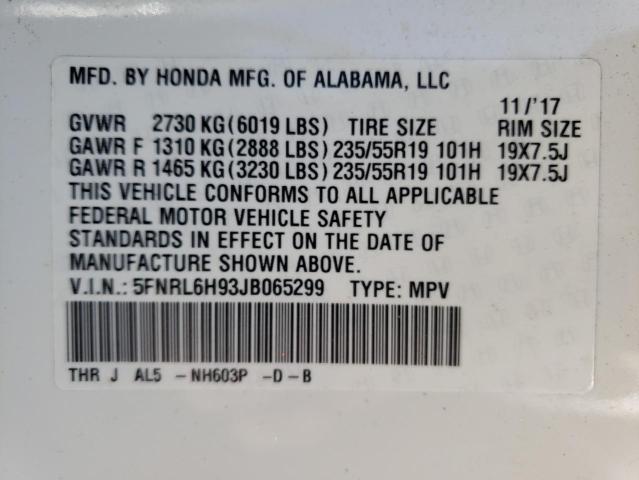 MFD. BY HONDA MFG. OF ALABAMA, LLC
11/'17
GVWR 2730 KG(6019 LBS) TIRE SIZE RIM SIZE
GAWR F 1310 KG(2888 LBS) 235/55R19 101H 19X7.5J
GAWR R 1465 KG(3230 LBS) 235/55R19 101H 19X7.5J
THIS VEHICLE CONFORMS TO ALL APPLICABLE
FEDERAL MOTOR VEHICLE SAFETY
STANDARDS IN EFFECT ON THE DATE OF
MANUFACTURE SHOWN ABOVE.
V.I.N.: 5FNRL6H93JB065299 TYPE: MPV
THR J AL5 -NH603P -D-B